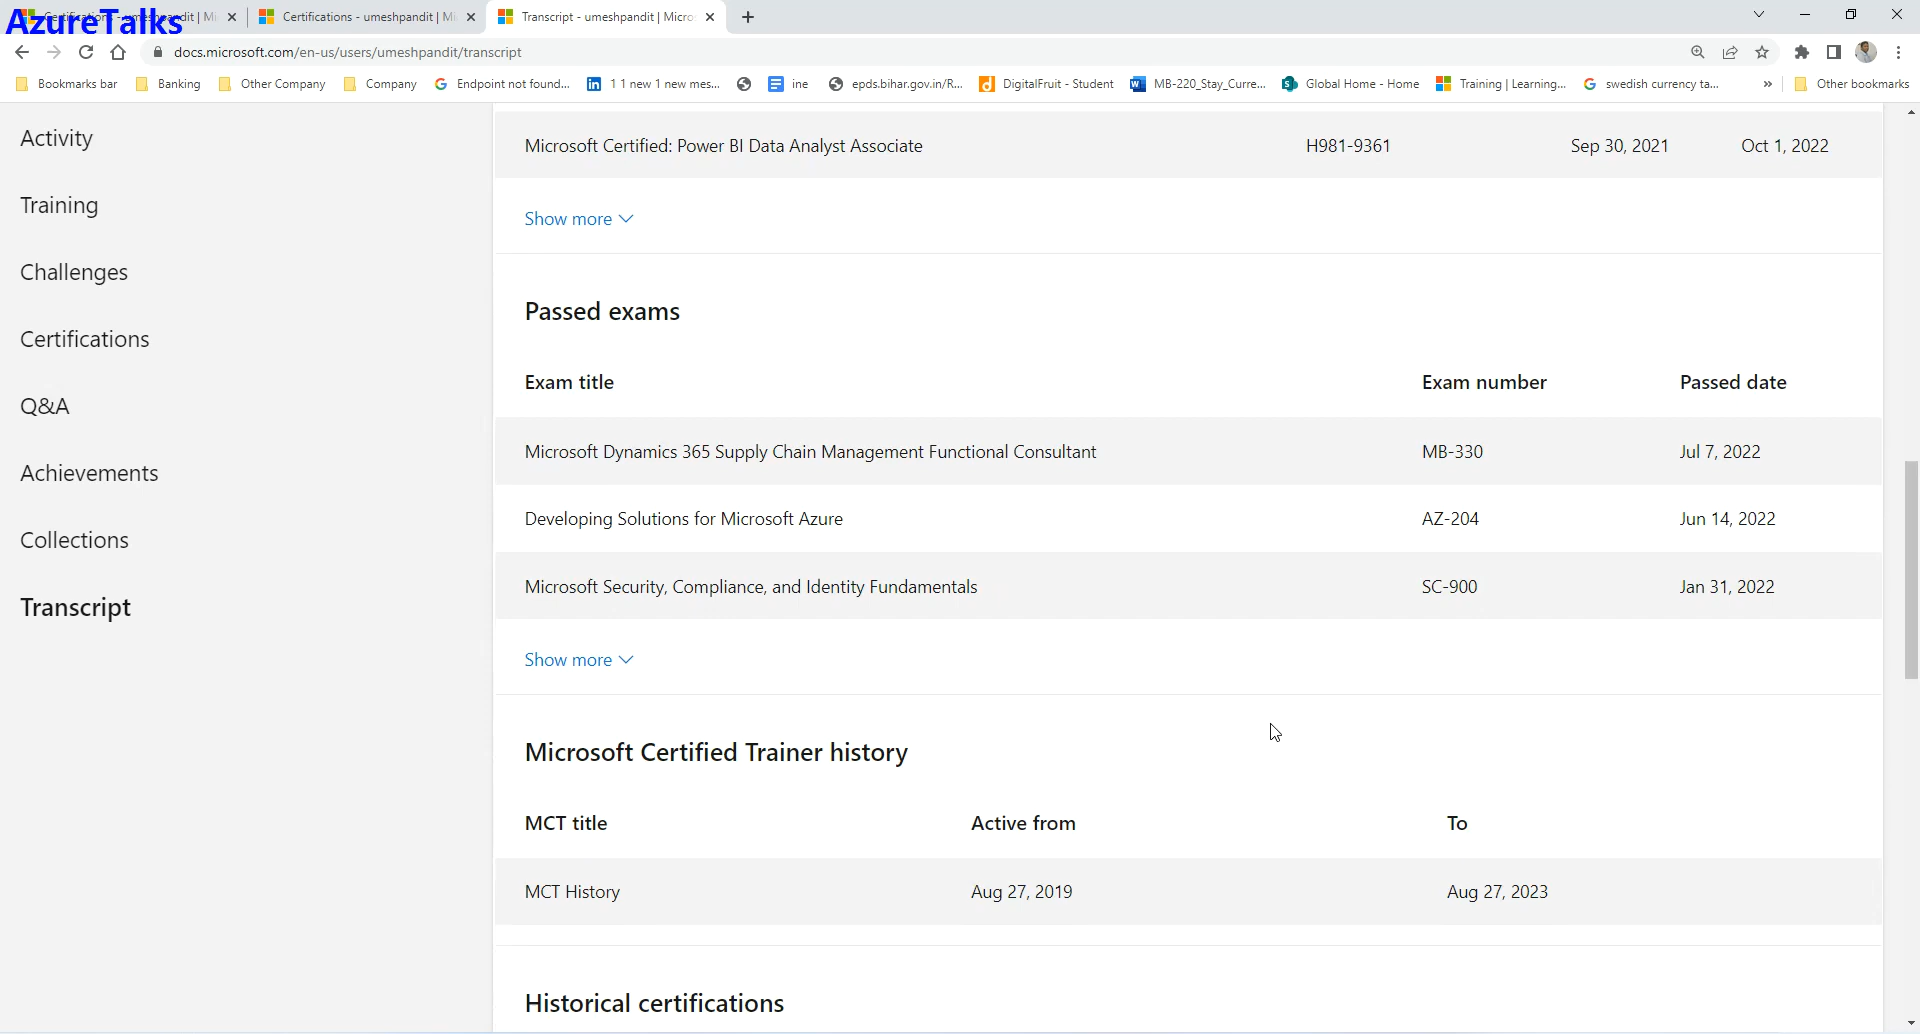 AzureTalks
Certifications - umeshpandit | Mi
Certifications - umeshpandit | Mi
Transcript - umeshpandit | Micro
docs.microsoft.com/en-us/users/umeshpandit/transcript
Bookmarks bar
Banking
Other Company
Company
Endpoint not found...
1 1 new 1 new mes...
ine
epds.bihar.gov.in/R...
DigitalFruit - Student
MB-220_Stay_Curre...
Global Home - Home
Training | Learning...
swedish currency ta...
»
Other bookmarks
Activity
Training
Challenges
Certifications
Q&A
Achievements
Collections
Transcript
Microsoft Certified: Power BI Data Analyst Associate H981-9361 Sep 30, 2021 Oct 1, 2022
Show more
Passed exams
Exam title Exam number Passed date
Microsoft Dynamics 365 Supply Chain Management Functional Consultant MB-330 Jul 7, 2022
Developing Solutions for Microsoft Azure AZ-204 Jun 14, 2022
Microsoft Security, Compliance, and Identity Fundamentals SC-900 Jan 31, 2022
Show more
Microsoft Certified Trainer history
MCT title Active from To
MCT History Aug 27, 2019 Aug 27, 2023
Historical certifications